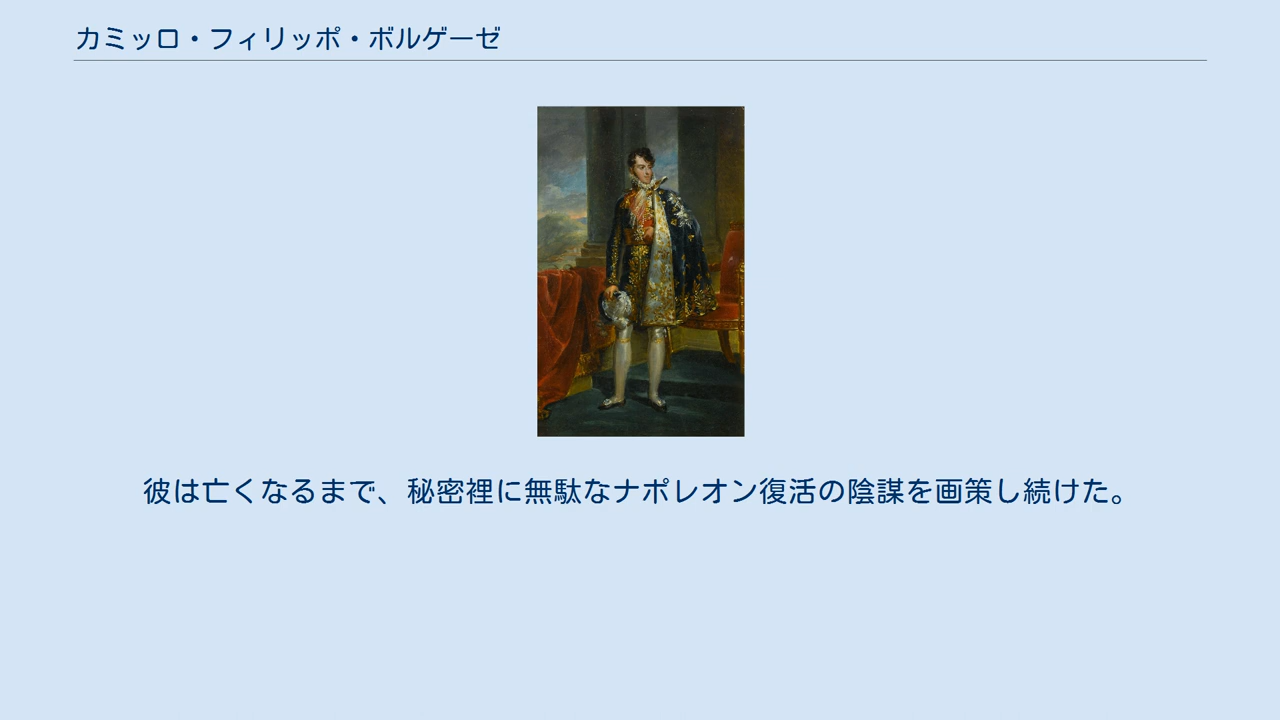 カミッロ・フィリッポ・ボルゲーゼ
彼は亡くなるまで、秘密裡に無駄なナポレオン復活の陰謀を画策し続けた。